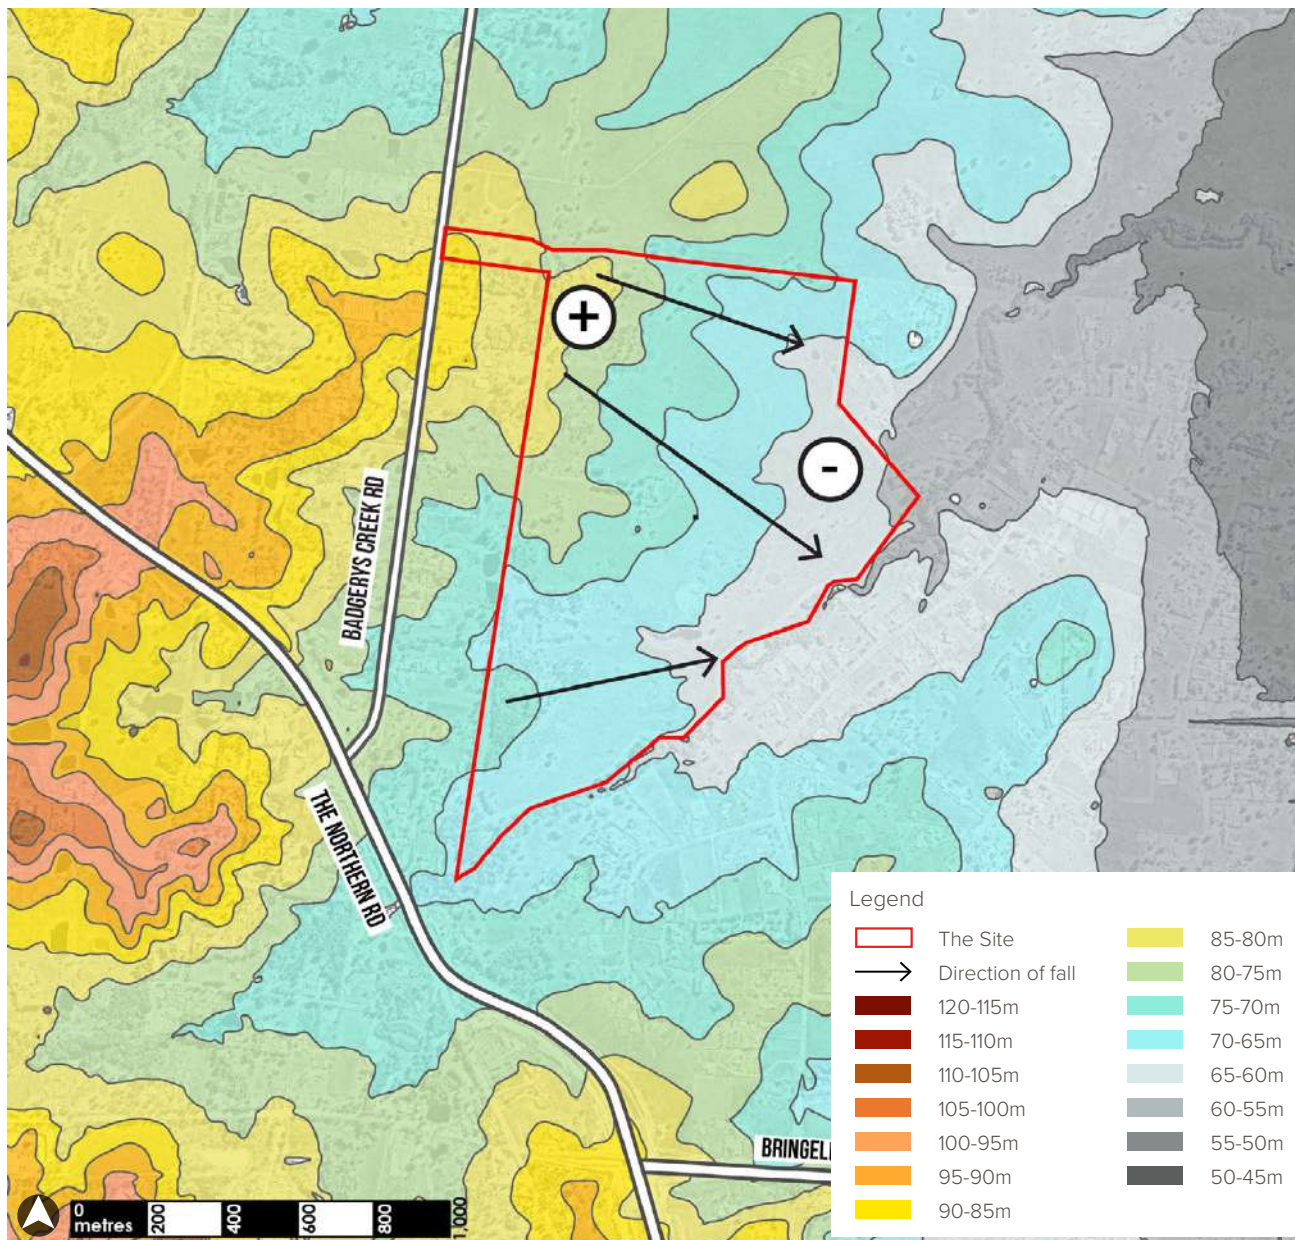 +
-
BADGERYS CREEK RD
THE NORTHERN RD
BRINGELL
0
metres
200
400
600
800
1,000
Legend
The Site
Direction of fall
120-115m
115-110m
110-105m
105-100m
100-95m
95-90m
90-85m
85-80m
80-75m
75-70m
70-65m
65-60m
60-55m
55-50m
50-45m